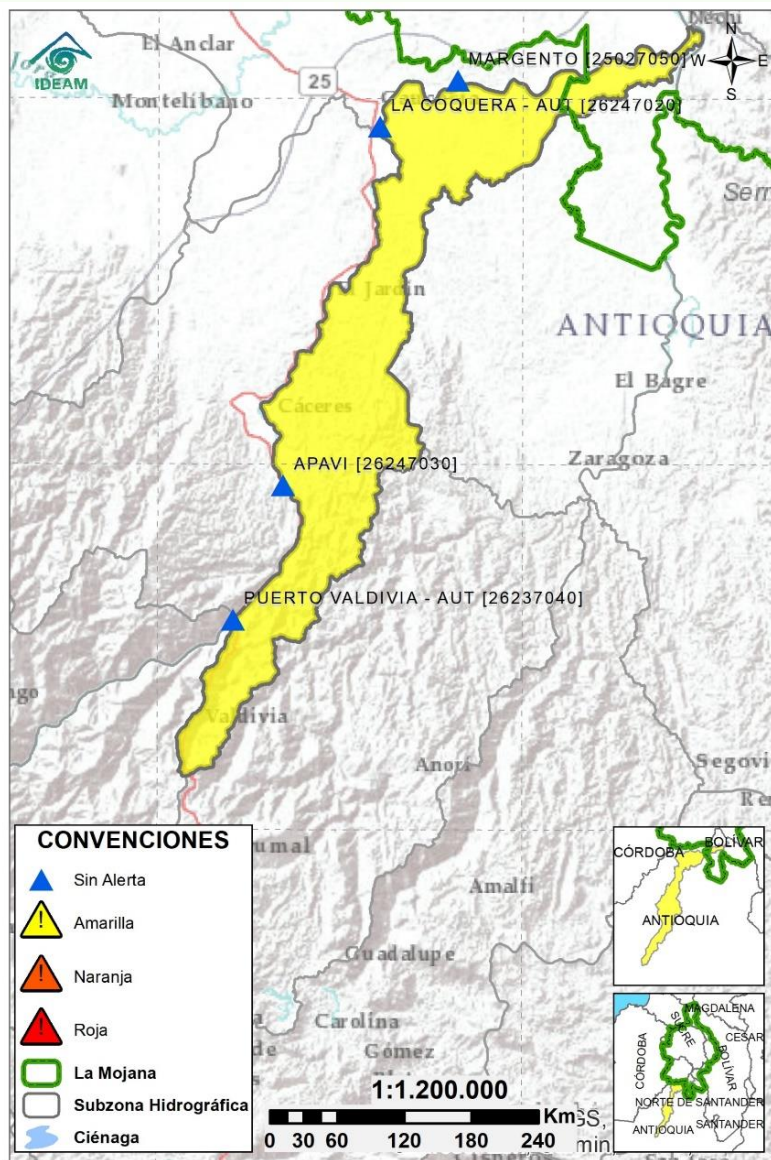 Nechí
El Anclar
IDEAM
25
MARGENTO [25027050]
N
W
E
S
Montelíbano
LA COQUERA - AUT [26247020]
El Jardín
ANTIOQUIA
El Bagre
Cáceres
APAVI [26247030]
Zaragoza
PUERTO VALDIVIA - AUT [26237040]
Valdivia
Anorí
Segovi
CONVENCIONES
Sin Alerta
Amarilla
Naranja
Roja
La Mojana
Subzona Hidrográfica
Ciénaga
Amalfi
Guadalupe
Carolina
Gómez
1:1.200.000
Km
0 30 60 120 180 240
CÓRDOBA
BOLÍVAR
ANTIOQUIA
MAGDALENA
SUCRE
CESAR
CÓRDOBA
BOLÍVAR
NORTE DE SANTANDER
SANTANDER
ANTIOQUIA